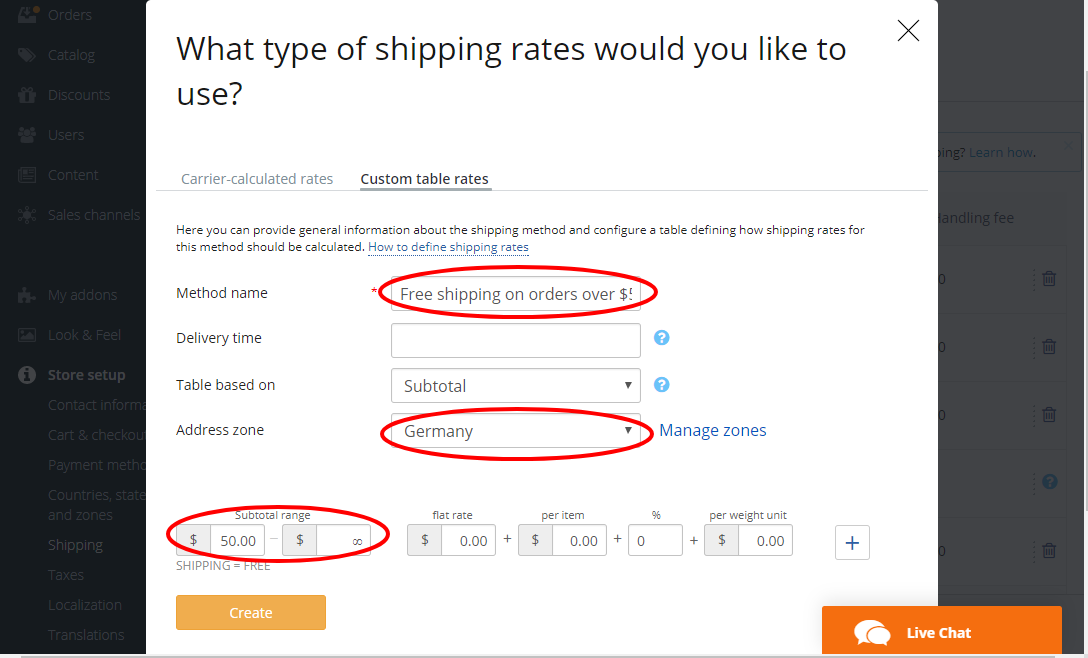 Orders
Catalog
Discounts
Users
Content
Sales channels
My addons
Look & Feel
Store setup
Contact informa
Cart & checkou
Payment metho
Countries, state
and zones
Shipping
Taxes
Localization
Translations
What type of shipping rates would you like to
use?
Carrier-calculated rates
Custom table rates
Here you can provide general information about the shipping method and configure a table defining how shipping rates for
this method should be calculated. How to define shipping rates
Method name * Free shipping on orders over $5
Delivery time ?
Table based on Subtotal ▼ ?
Address zone Germany ▼ Manage zones
Subtotal range flat rate per item % per weight unit
$ 50.00 – $ ∞ $ 0.00 + $ 0.00 + 0 + $ 0.00 +
SHIPPING = FREE
Create
ping? Learn how.
Handling fee
0
0
0
?
0
Live Chat